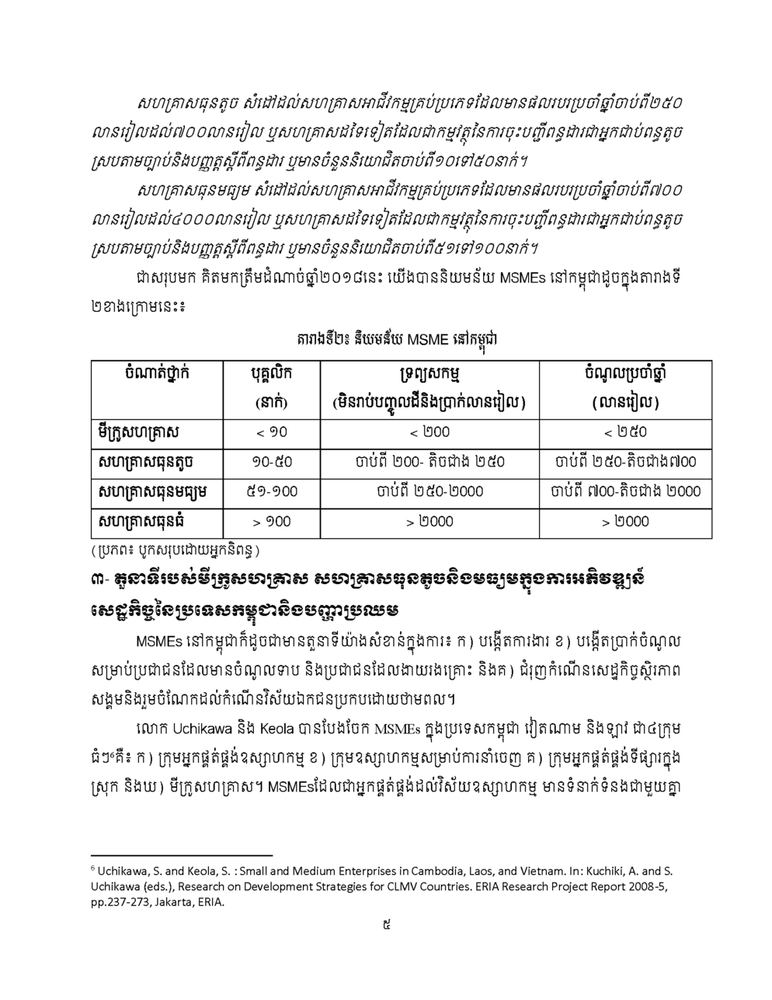 សហគ្រាសធុនតូច សំដៅដល់សហគ្រាសអាជីវកម្មគ្រប់ប្រភេទដែលមានផលរបរប្រចាំឆ្នាំចាប់ពី២៥០
លានរៀលដល់៧០០លានរៀល ឬសហគ្រាសដទៃទៀតដែលជាកម្មវត្ថុនៃការចុះបញ្ជីពន្ធដារជាអ្នកជាប់ពន្ធតូច
ស្របតាមច្បាប់និងបញ្ញត្តស្តីពីពន្ធដារ ឬមានចំនួននិយោជិតចាប់ពី១០ទៅ៥០នាក់។
សហគ្រាសធុនមធ្យម សំដៅដល់សហគ្រាសអាជីវកម្មគ្រប់ប្រភេទដែលមានផលរបរប្រចាំឆ្នាំចាប់ពី៧០០
លានរៀលដល់៤០០០លានរៀល ឬសហគ្រាសដទៃទៀតដែលជាកម្មវត្ថុនៃការចុះបញ្ជីពន្ធដារជាអ្នកជាប់ពន្ធតូច
ស្របតាមច្បាប់និងបញ្ញត្តស្តីពីពន្ធដារ ឬមានចំនួននិយោជិតចាប់ពី៥១ទៅ១០០នាក់។
ជាសរុបមក គិតមកត្រឹមដំណាច់ឆ្នាំ២០១៨នេះ យើងបាននិយមន័យ MSMEs នៅកម្ពុជាដូចក្នុងតារាងទី
២ខាងក្រោមនេះ៖
តារាងទី២៖ និយមន័យ MSME នៅកម្ពុជា
ចំណាត់ថ្នាក់ បុគ្គលិក ទ្រព្យសកម្ម ចំណូលប្រចាំឆ្នាំ
(នាក់) (មិនរាប់បញ្ចូលដីនិងប្រាក់លានរៀល) (លានរៀល)
មីក្រូសហគ្រាស < ១០ < ២០០ < ២៥០
សហគ្រាសធុនតូច ១០-៥០ ចាប់ពី ២០០- តិចជាង ២៥០ ចាប់ពី ២៥០-តិចជាង៧០០
សហគ្រាសធុនមធ្យម ៥១-១០០ ចាប់ពី ២៥០-២០០០ ចាប់ពី ៧០០-តិចជាង ២០០០
សហគ្រាសធុនធំ > ១០០ > ២០០០ > ២០០០
(ប្រភព៖ បូកសរុបដោយអ្នកនិពន្ធ)
៣- តួនាទីរបស់មីក្រូសហគ្រាស សហគ្រាសធុនតូចនិងមធ្យមក្នុងការអភិវឌ្ឍន៍
សេដ្ឋកិច្ចនៃប្រទេសកម្ពុជានិងបញ្ហាប្រឈម
MSMEs នៅកម្ពុជាក៏ដូចជាមានតួនាទីយ៉ាងសំខាន់ក្នុងការ៖ ក) បង្កើតការងារ ខ) បង្កើតប្រាក់ចំណូល
សម្រាប់ប្រជាជនដែលមានចំណូលទាប និងប្រជាជនដែលងាយរងគ្រោះ និងគ) ជំរុញកំណើនសេដ្ឋកិច្ចស្ថិរភាព
សង្គមនិងរួមចំណែកដល់កំណើនវិស័យឯកជនប្រកបដោយថាមពល។
លោក Uchikawa និង Keola បានបែងចែក MSMEs ក្នុងប្រទេសកម្ពុជា វៀតណាម និងឡាវ ជា៤ក្រុម
ធំៗ⁶គឺ៖ ក) ក្រុមអ្នកផ្គត់ផ្គង់ឧស្សាហកម្ម ខ) ក្រុមឧស្សាហកម្មសម្រាប់ការនាំចេញ គ) ក្រុមអ្នកផ្គត់ផ្គង់ទីផ្សារក្នុង
ស្រុក និងឃ) មីក្រូសហគ្រាស។ MSMEsដែលជាអ្នកផ្គត់ផ្គង់ដល់វិស័យឧស្សាហកម្ម មានទំនាក់ទំនងជាមួយគ្នា
⁶ Uchikawa, S. and Keola, S. : Small and Medium Enterprises in Cambodia, Laos, and Vietnam. In: Kuchiki, A. and S.
Uchikawa (eds.), Research on Development Strategies for CLMV Countries. ERIA Research Project Report 2008-5,
pp.237-273, Jakarta, ERIA.
៥